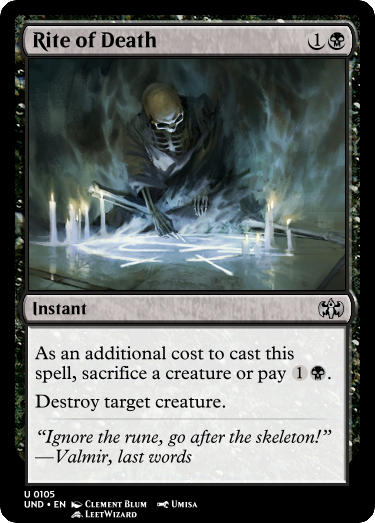 Rite of Death 1
Instant
As an additional cost to cast this
spell, sacrifice a creature or pay 1 .
Destroy target creature.
“Ignore the rune, go after the skeleton!”
—Valmir, last words
U 0105
UND • EN Clement Blum Umisa
LeetWizard